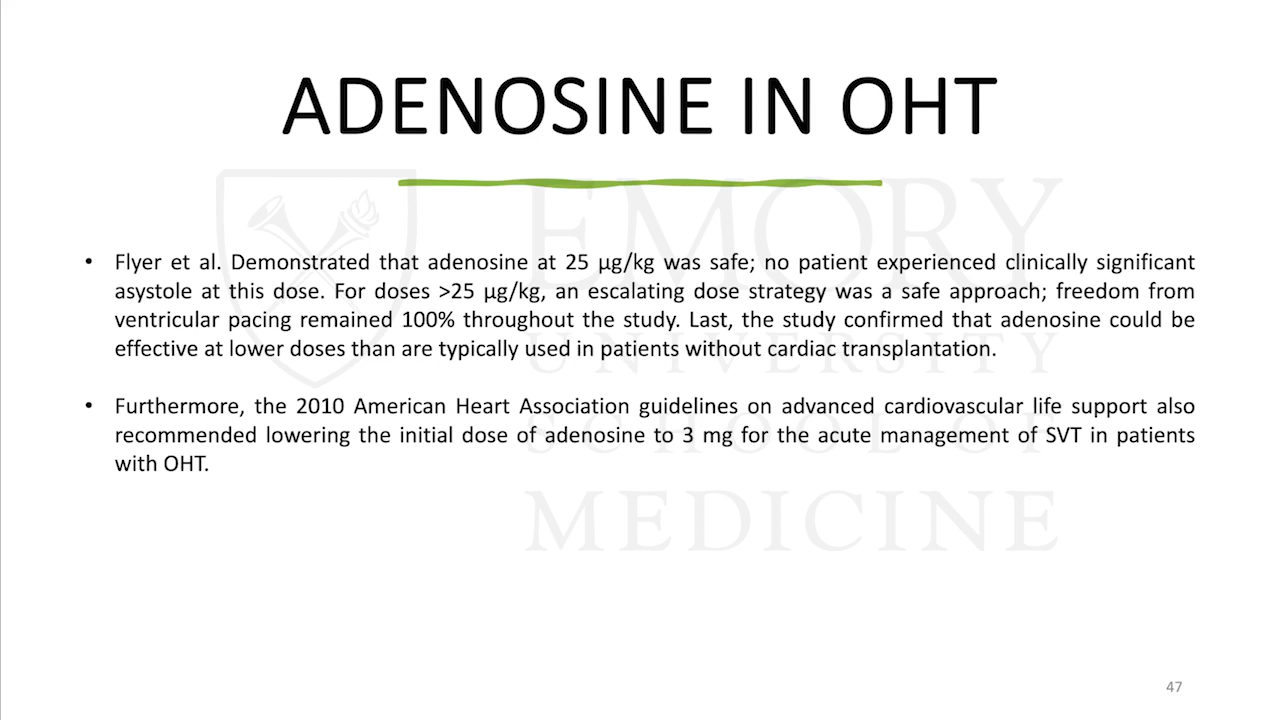 ADENOSINE IN OHT
EMORY
UNIVERSITY
SCHOOL OF
MEDICINE
• Flyer et al. Demonstrated that adenosine at 25 µg/kg was safe; no patient experienced clinically significant
asystole at this dose. For doses >25 µg/kg, an escalating dose strategy was a safe approach; freedom from
ventricular pacing remained 100% throughout the study. Last, the study confirmed that adenosine could be
effective at lower doses than are typically used in patients without cardiac transplantation.
• Furthermore, the 2010 American Heart Association guidelines on advanced cardiovascular life support also
recommended lowering the initial dose of adenosine to 3 mg for the acute management of SVT in patients
with OHT.
47